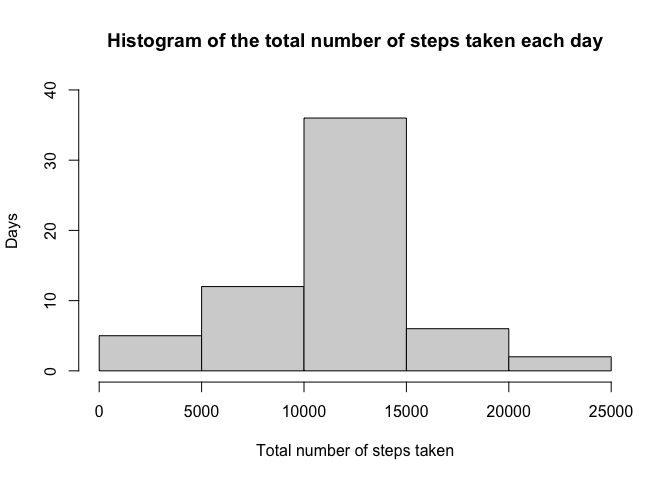 Histogram of the total number of steps taken each day
40
30
20
10
0
Days
0 5000 10000 15000 20000 25000
Total number of steps taken